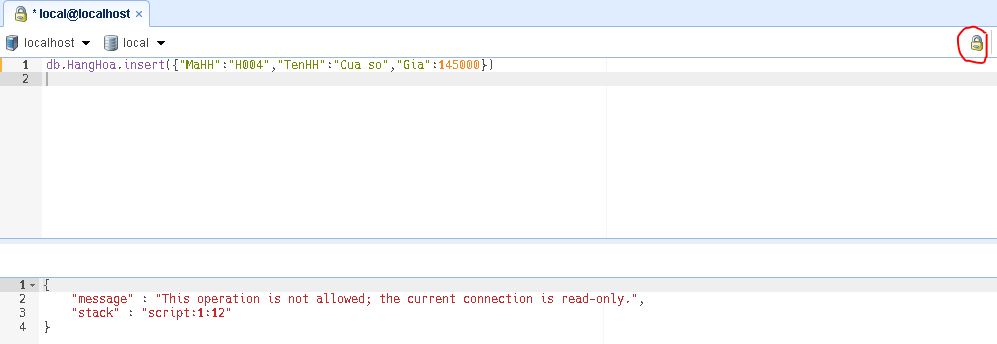 * local@localhost ×
localhost local
1 db.HangHoa.insert({"MaHH":"H004","TenHH":"Cua so","Gia":145000})
2
1 {
2 "message" : "This operation is not allowed; the current connection is read-only.",
3 "stack" : "script:1:12"
4 }